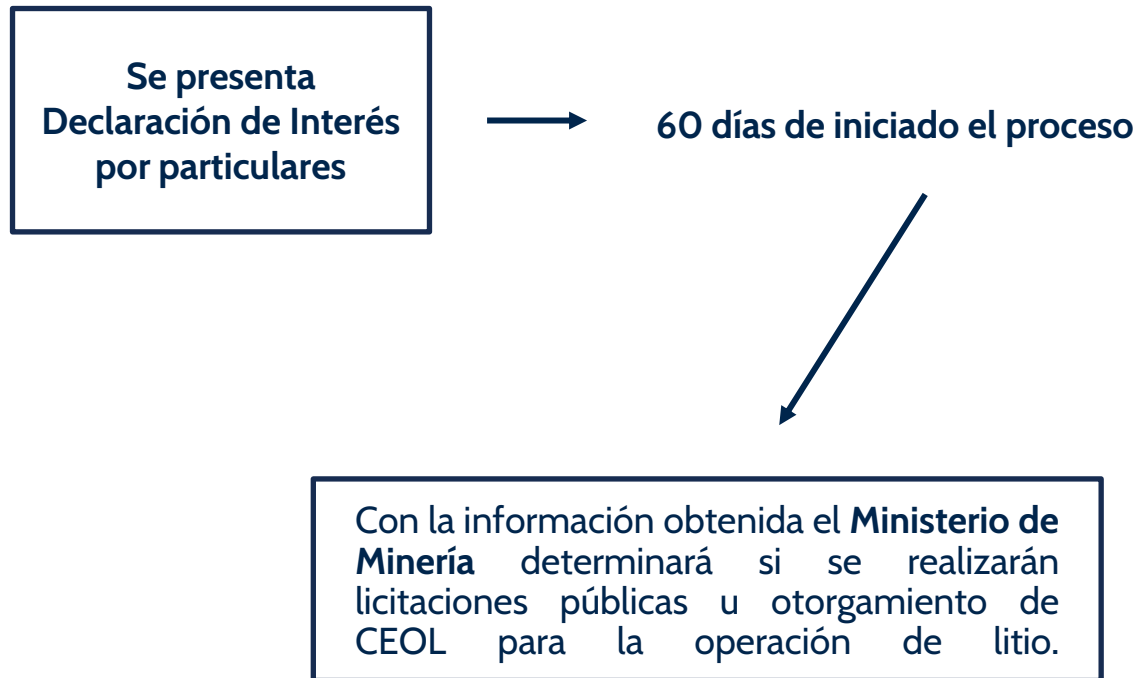 Se presenta
Declaración de Interés
por particulares
60 días de iniciado el proceso
Con la información obtenida el Ministerio de
Minería determinará si se realizarán
licitaciones públicas u otorgamiento de
CEOL para la operación de litio.